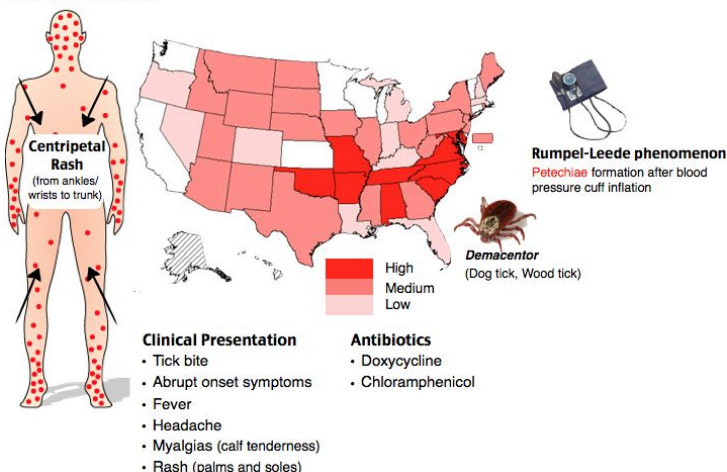 Centripetal
Rash
(from ankles/
wrists to trunk)
Rumpel-Leede phenomenon
Petechiae formation after blood
pressure cuff inflation
Demacentor
(Dog tick, Wood tick)
High
Medium
Low
Clinical Presentation
• Tick bite
• Abrupt onset symptoms
• Fever
• Headache
• Myalgias (calf tenderness)
• Rash (palms and soles)
Antibiotics
• Doxycycline
• Chloramphenicol